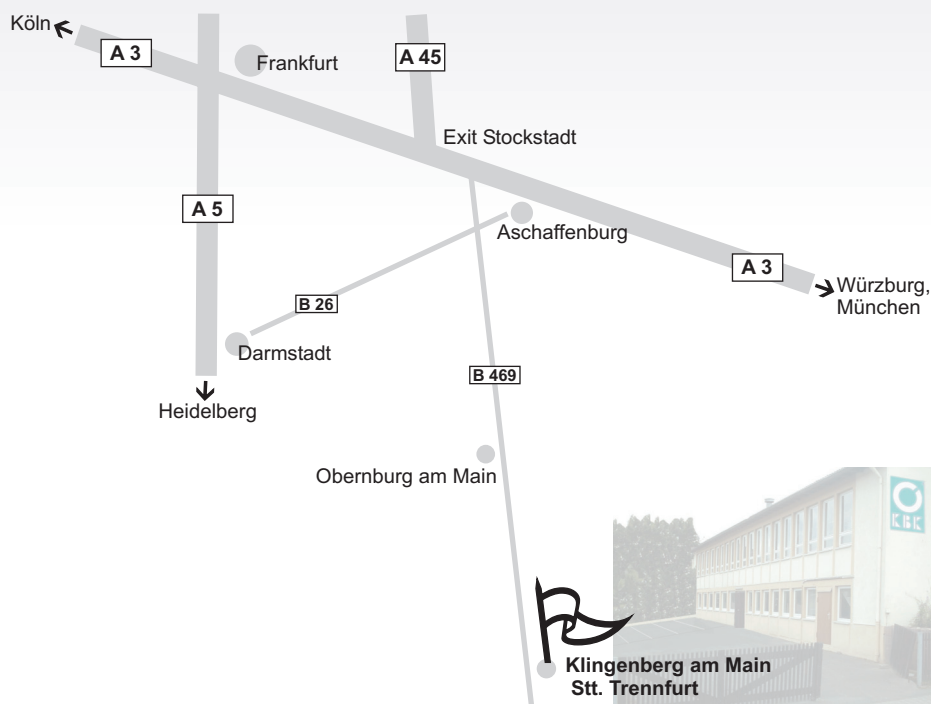 Köln
A 3
Frankfurt
A 45
Exit Stockstadt
A 5
Aschaffenburg
A 3
Würzburg,
München
B 26
Darmstadt
B 469
Heidelberg
Obernburg am Main
KBK
Klingenberg am Main
Stt. Trennfurt